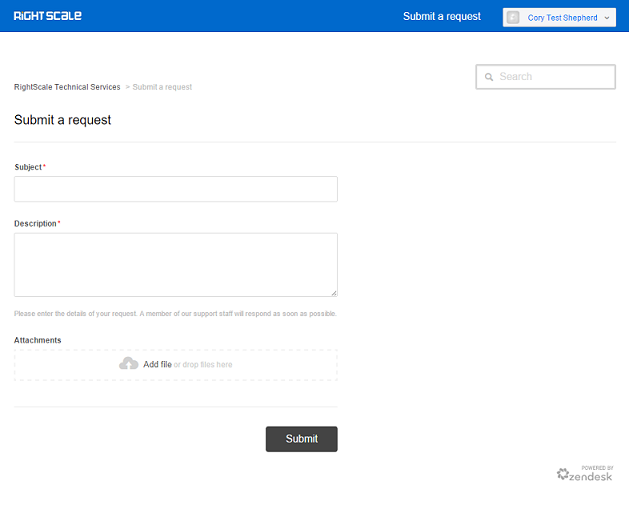 RIGHTSCALE Submit a request Cory Test Shepherd
Search
RightScale Technical Services > Submit a request
Submit a request
Subject*
Description*
Please enter the details of your request. A member of our support staff will respond as soon as possible.
Attachments
Add file or drop files here
Submit
POWERED BY
zendesk